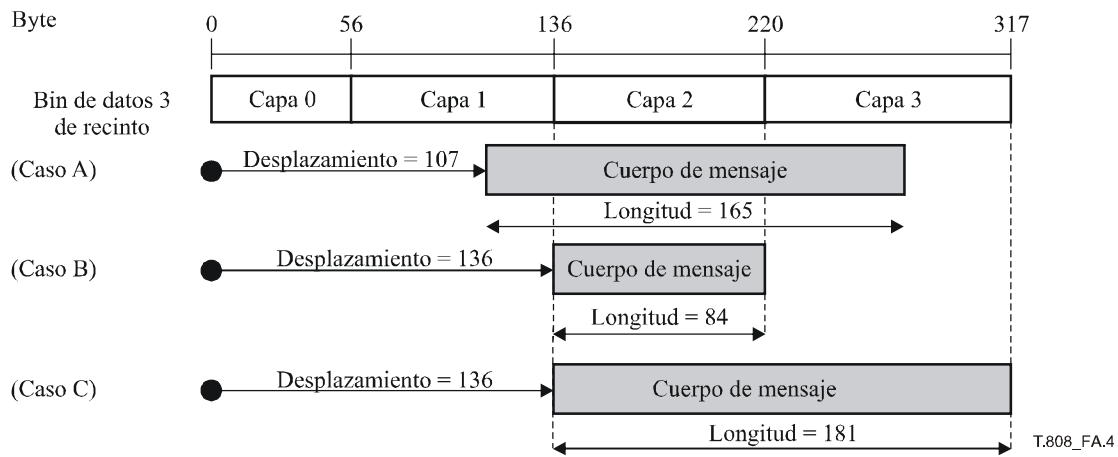 Byte
0 56 136 220 317
Bin de datos 3
de recinto
Capa 0 Capa 1 Capa 2 Capa 3
(Caso A)
Desplazamiento = 107
Cuerpo de mensaje
Longitud = 165
(Caso B)
Desplazamiento = 136
Cuerpo de mensaje
Longitud = 84
(Caso C)
Desplazamiento = 136
Cuerpo de mensaje
Longitud = 181
T.808_FA.4